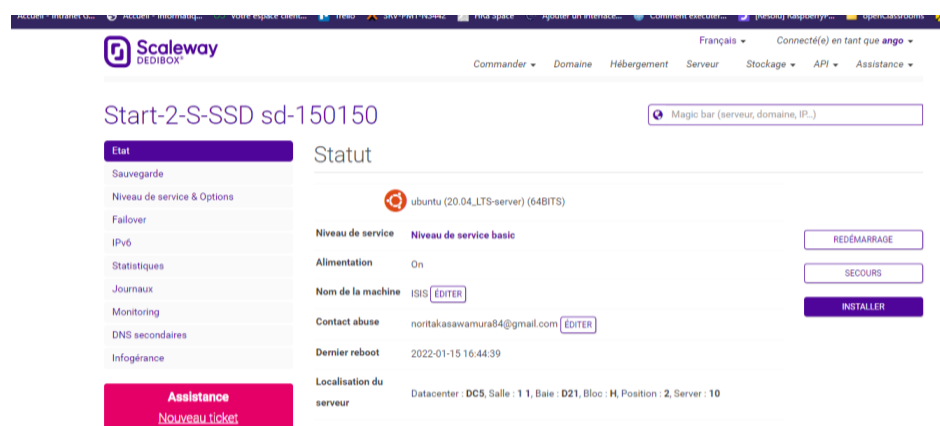 Scaleway
DEDIBOX
Français
Connecté(e) en tant que ango
Commander Domaine Hébergement Serveur Stockage API Assistance
Start-2-S-SSD sd-150150
Magic bar (serveur, domaine, IP...)
Etat
Sauvegarde
Niveau de service & Options
Failover
IPv6
Statistiques
Journaux
Monitoring
DNS secondaires
Infogérance
Assistance
Nouveau ticket
Statut
ubuntu (20.04_LTS-server) (64BITS)
Niveau de service Niveau de service basic
Alimentation On
Nom de la machine ISIS ÉDITER
Contact abuse noritakasawamura84@gmail.com ÉDITER
Dernier reboot 2022-01-15 16:44:39
Localisation du serveur
Datacenter : DC5, Salle : 1 1, Baie : D21, Bloc : H, Position : 2, Server : 10
REDÉMARRAGE
SECOURS
INSTALLER